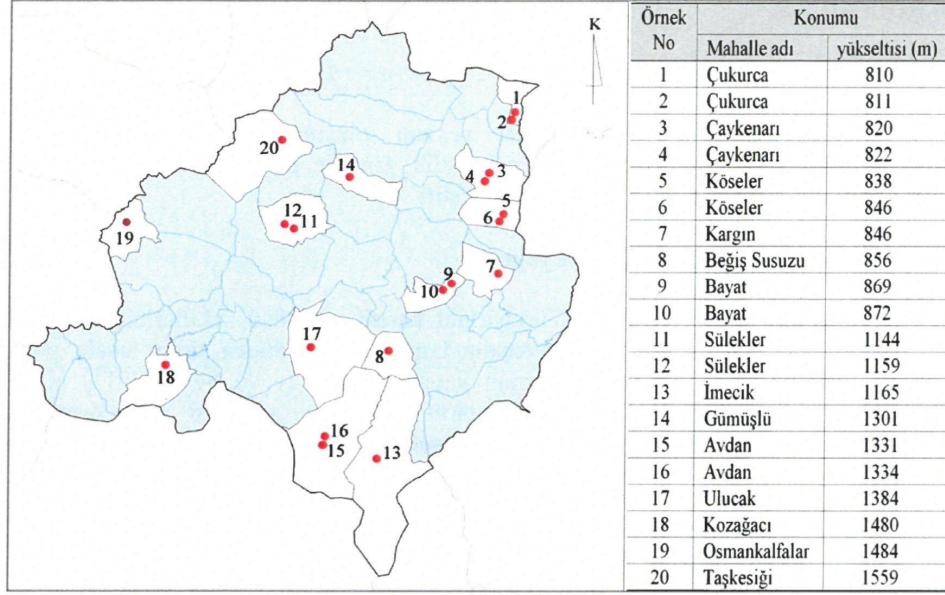 K
1
2
20
14
3
4
12
11
5
6
19
7
9
10
17
8
18
16
15
13
Örnek No Konumu
Mahalle adı yükseltisi (m)
1 Çukurca 810
2 Çukurca 811
3 Çaykenarı 820
4 Çaykenarı 822
5 Köseler 838
6 Köseler 846
7 Kargın 846
8 Beğiş Susuzu 856
9 Bayat 869
10 Bayat 872
11 Sülekler 1144
12 Sülekler 1159
13 İmecik 1165
14 Gümüşlü 1301
15 Avdan 1331
16 Avdan 1334
17 Ulucak 1384
18 Kozağacı 1480
19 Osmankalfalar 1484
20 Taşkesiği 1559